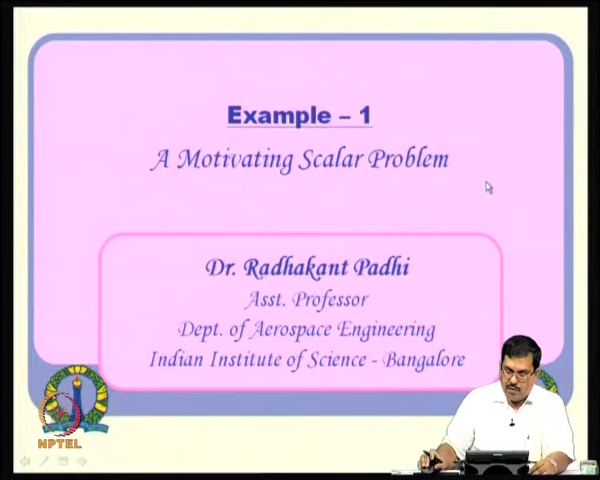 Example – 1
A Motivating Scalar Problem
Dr. Radhakant Padhi
Asst. Professor
Dept. of Aerospace Engineering
Indian Institute of Science - Bangalore
NPTEL